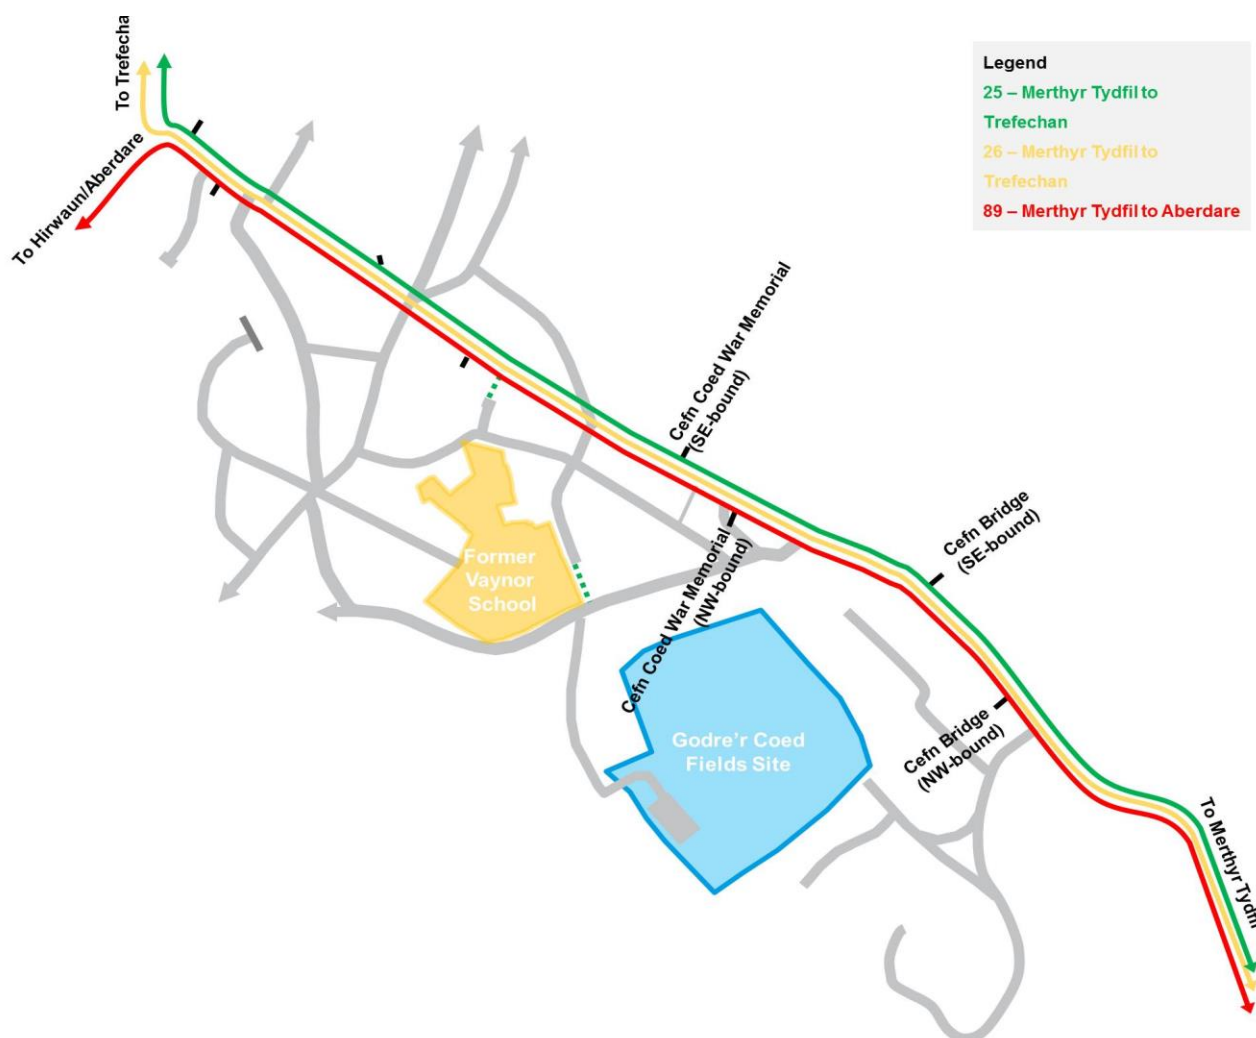 To Trefecha
To Hirwaun/Aberdare
Legend
25 – Merthyr Tydfil to
Trefechan
26 – Merthyr Tydfil to
Trefechan
89 – Merthyr Tydfil to Aberdare
Cefn Coed War Memorial
(SE-bound)
Cefn Bridge
(SE-bound)
Cefn Coed War Memorial
(NW-bound)
Former
Vaynor
School
Godre'r Coed
Fields Site
Cefn Bridge
(NW-bound)
To Merthyr Tydfil